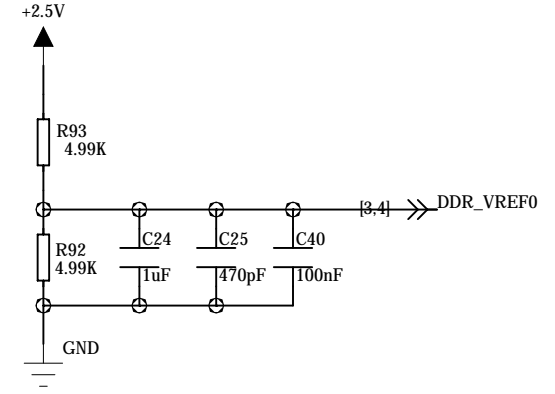 +2.5V
R93
4.99K
[3,4]
DDR_VREF0
R92
4.99K
C24
1uF
C25
470pF
C40
100nF
GND